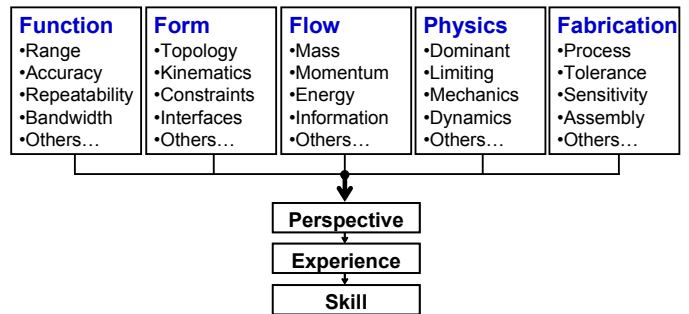 Function
•Range
•Accuracy
•Repeatability
•Bandwidth
•Others…
Form
•Topology
•Kinematics
•Constraints
•Interfaces
•Others…
Flow
•Mass
•Momentum
•Energy
•Information
•Others…
Physics
•Dominant
•Limiting
•Mechanics
•Dynamics
•Others…
Fabrication
•Process
•Tolerance
•Sensitivity
•Assembly
•Others…
Perspective
Experience
Skill